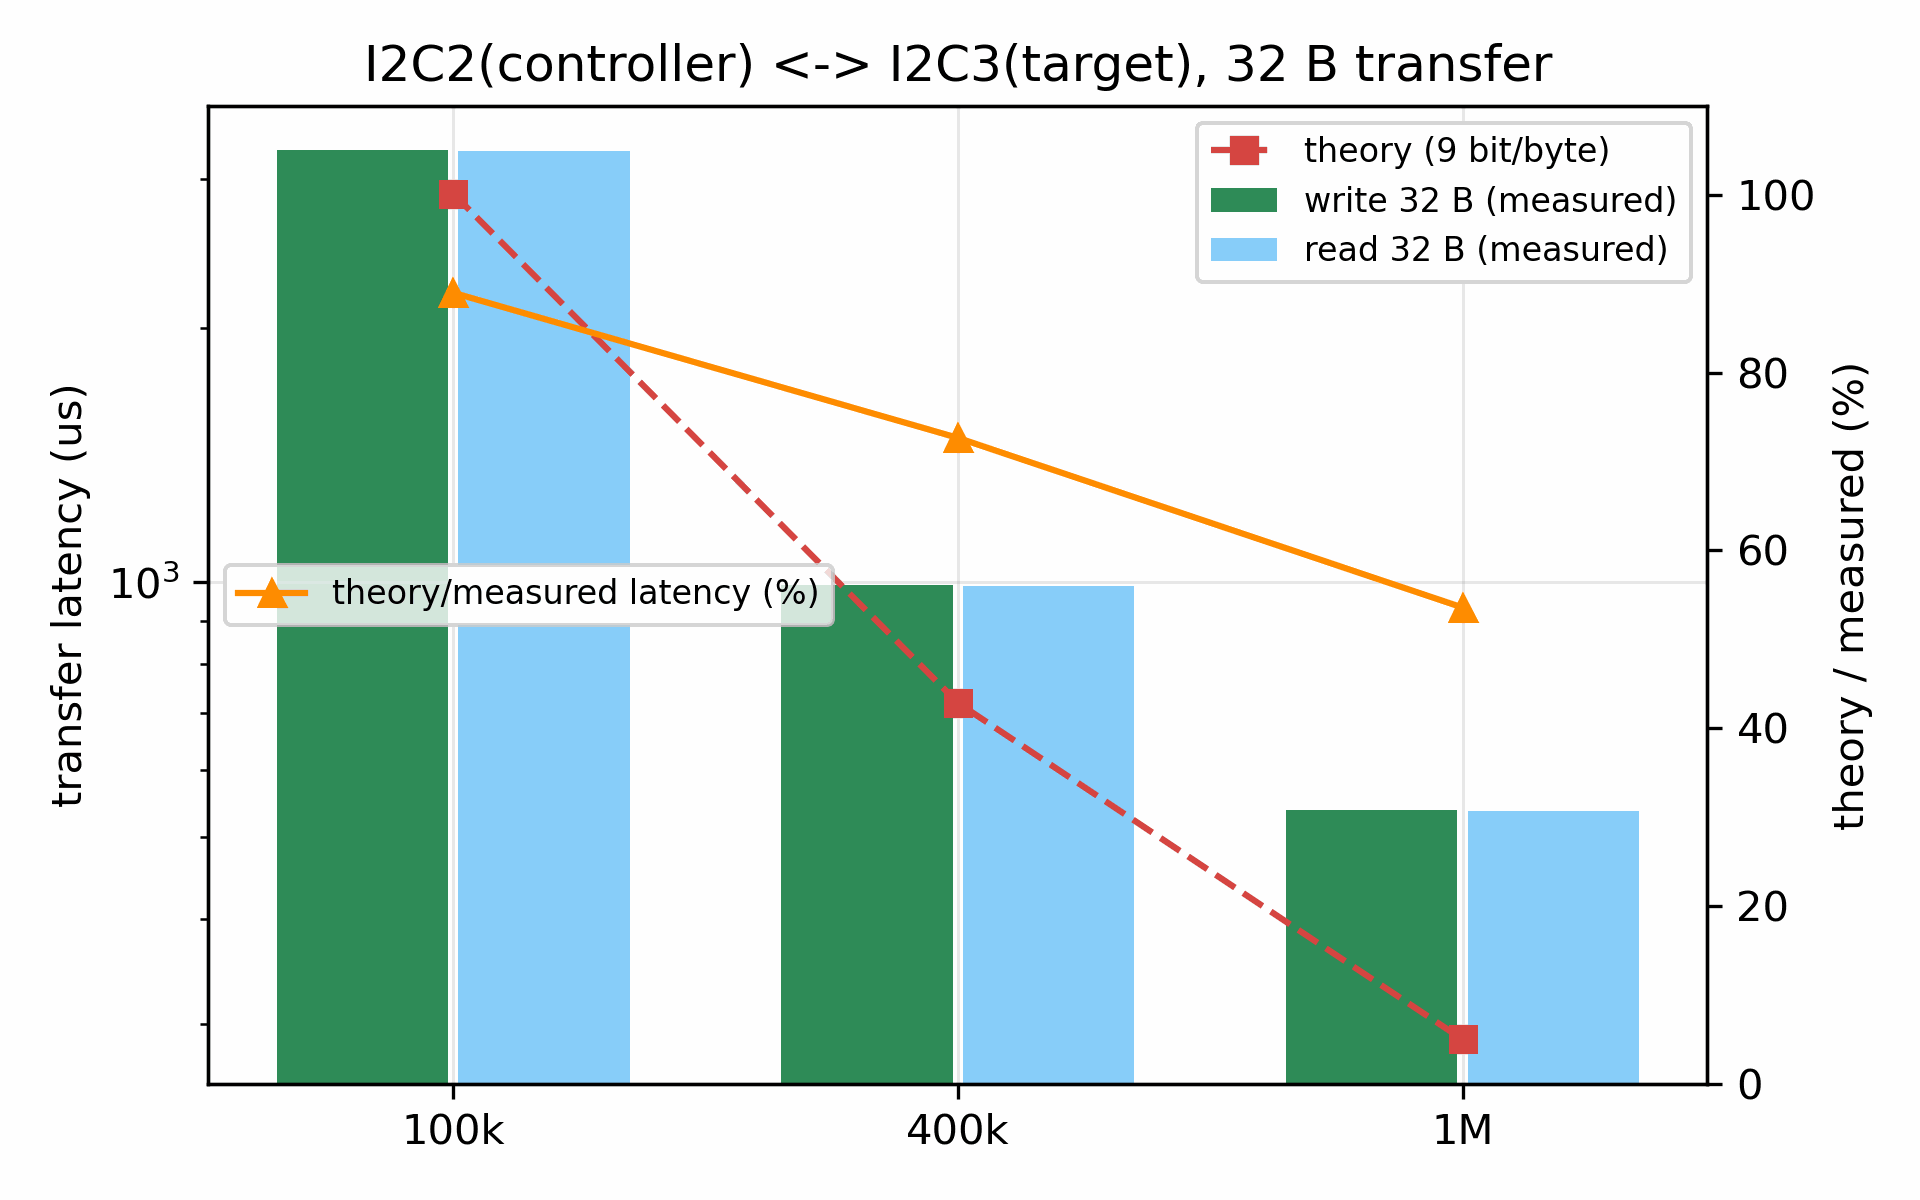 I2C2(controller) <-> I2C3(target), 32 B transfer
theory (9 bit/byte)
write 32 B (measured)
read 32 B (measured)
theory/measured latency (%)
transfer latency (us)
10³
theory / measured (%)
100
80
60
40
20
0
100k
400k
1M